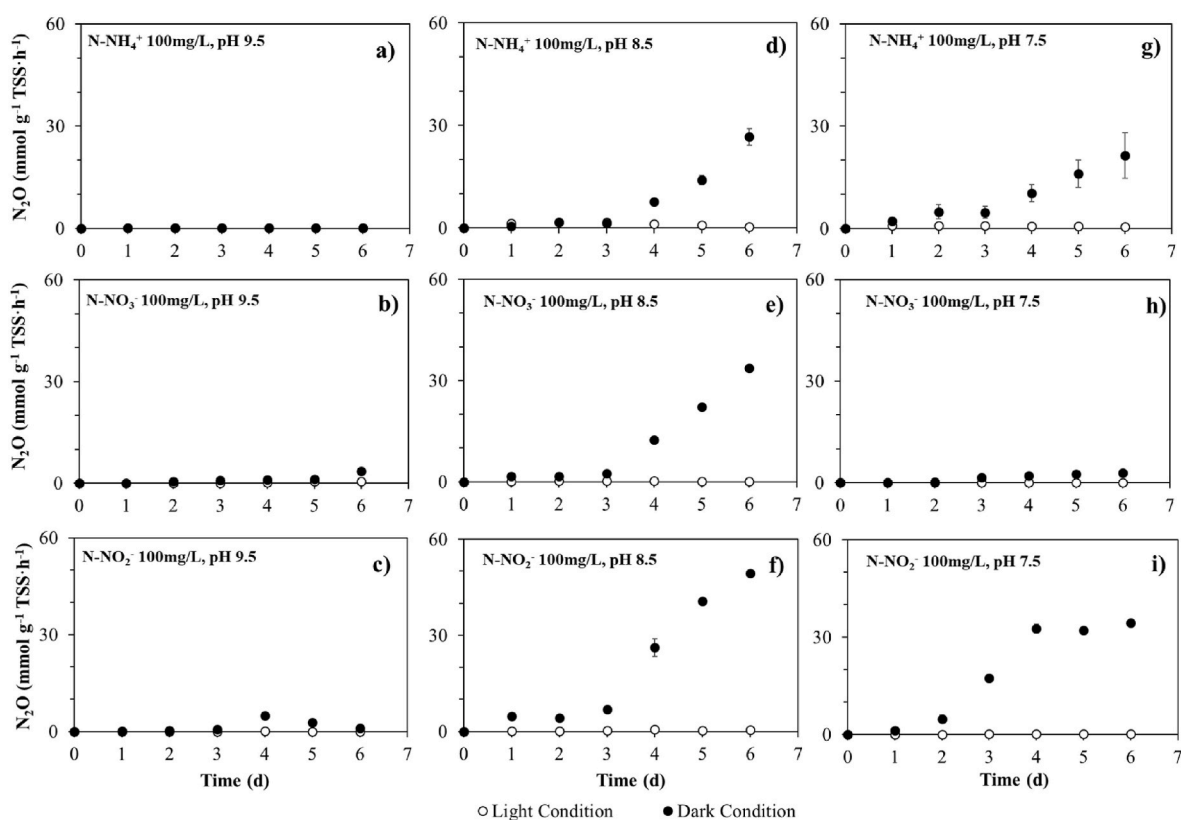 N₂O (mmol g⁻¹ TSS·h⁻¹)
60
30
0
N-NH₄⁺ 100mg/L, pH 9.5
a)
0 1 2 3 4 5 6 7
60
30
0
N-NH₄⁺ 100mg/L, pH 8.5
d)
0 1 2 3 4 5 6 7
60
30
0
N-NH₄⁺ 100mg/L, pH 7.5
g)
0 1 2 3 4 5 6 7
N₂O (mmol g⁻¹ TSS·h⁻¹)
60
30
0
N-NO₃⁻ 100mg/L, pH 9.5
b)
0 1 2 3 4 5 6 7
60
30
0
N-NO₃⁻ 100mg/L, pH 8.5
e)
0 1 2 3 4 5 6 7
60
30
0
N-NO₃⁻ 100mg/L, pH 7.5
h)
0 1 2 3 4 5 6 7
N₂O (mmol g⁻¹ TSS·h⁻¹)
60
30
0
N-NO₂⁻ 100mg/L, pH 9.5
c)
0 1 2 3 4 5 6 7
Time (d)
60
30
0
N-NO₂⁻ 100mg/L, pH 8.5
f)
0 1 2 3 4 5 6 7
Time (d)
60
30
0
N-NO₂⁻ 100mg/L, pH 7.5
i)
0 1 2 3 4 5 6 7
Time (d)
Light Condition
Dark Condition